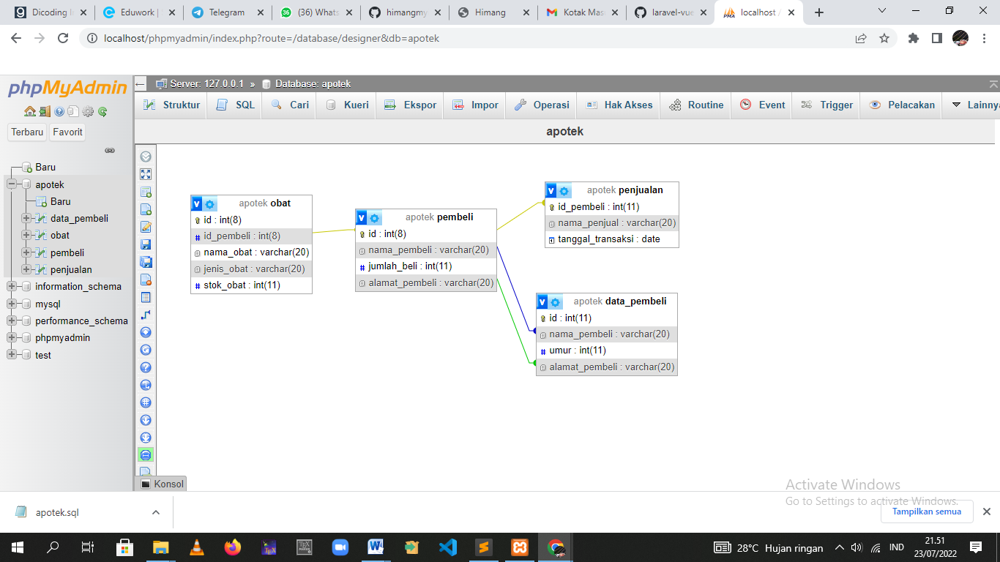 Dicoding In
Eduwork |
Telegram
36
(36) Whats
himangmy
Himang
Kotak Mas
laravel-vue
localhost /
localhost/phpmyadmin/index.php?route=/database/designer&db=apotek
phpMyAdmin
Terbaru
Favorit
Baru
apotek
Baru
data_pembeli
obat
pembeli
penjualan
information_schema
mysql
performance_schema
phpmyadmin
test
Server: 127.0.0.1 » Database: apotek
Struktur
SQL
Cari
Kueri
Ekspor
Impor
Operasi
Hak Akses
Routine
Event
Trigger
Pelacakan
Lainny
apotek
v apotek obat
id : int(8)
# id_pembeli : int(8)
nama_obat : varchar(20)
jenis_obat : varchar(20)
# stok_obat : int(11)
v apotek pembeli
id : int(8)
nama_pembeli : varchar(20)
# jumlah_beli : int(11)
alamat_pembeli : varchar(20)
v apotek penjualan
id_pembeli : int(11)
nama_penjual : varchar(20)
tanggal_transaksi : date
v apotek data_pembeli
id : int(11)
nama_pembeli : varchar(20)
# umur : int(11)
alamat_pembeli : varchar(20)
Konsol
Activate Windows
Go to Settings to activate Windows.
apotek.sql
Tampilkan semua
28°C Hujan ringan
IND
21.51
23/07/2022